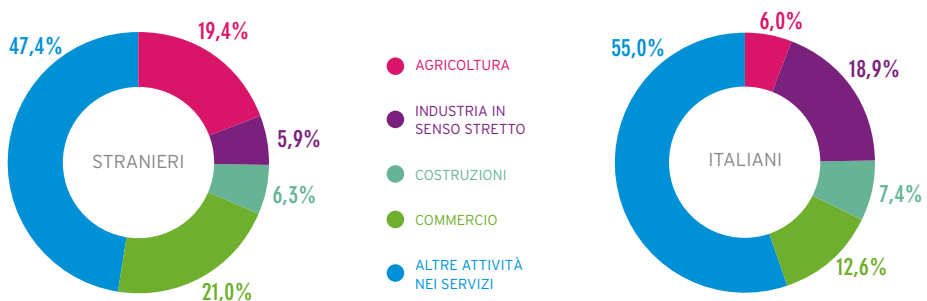 47,4%
19,4%
5,9%
6,3%
21,0%
STRANIERI
AGRICOLTURA
INDUSTRIA IN
SENSO STRETTO
COSTRUZIONI
COMMERCIO
ALTRE ATTIVITÀ
NEI SERVIZI
55,0%
6,0%
18,9%
7,4%
12,6%
ITALIANI